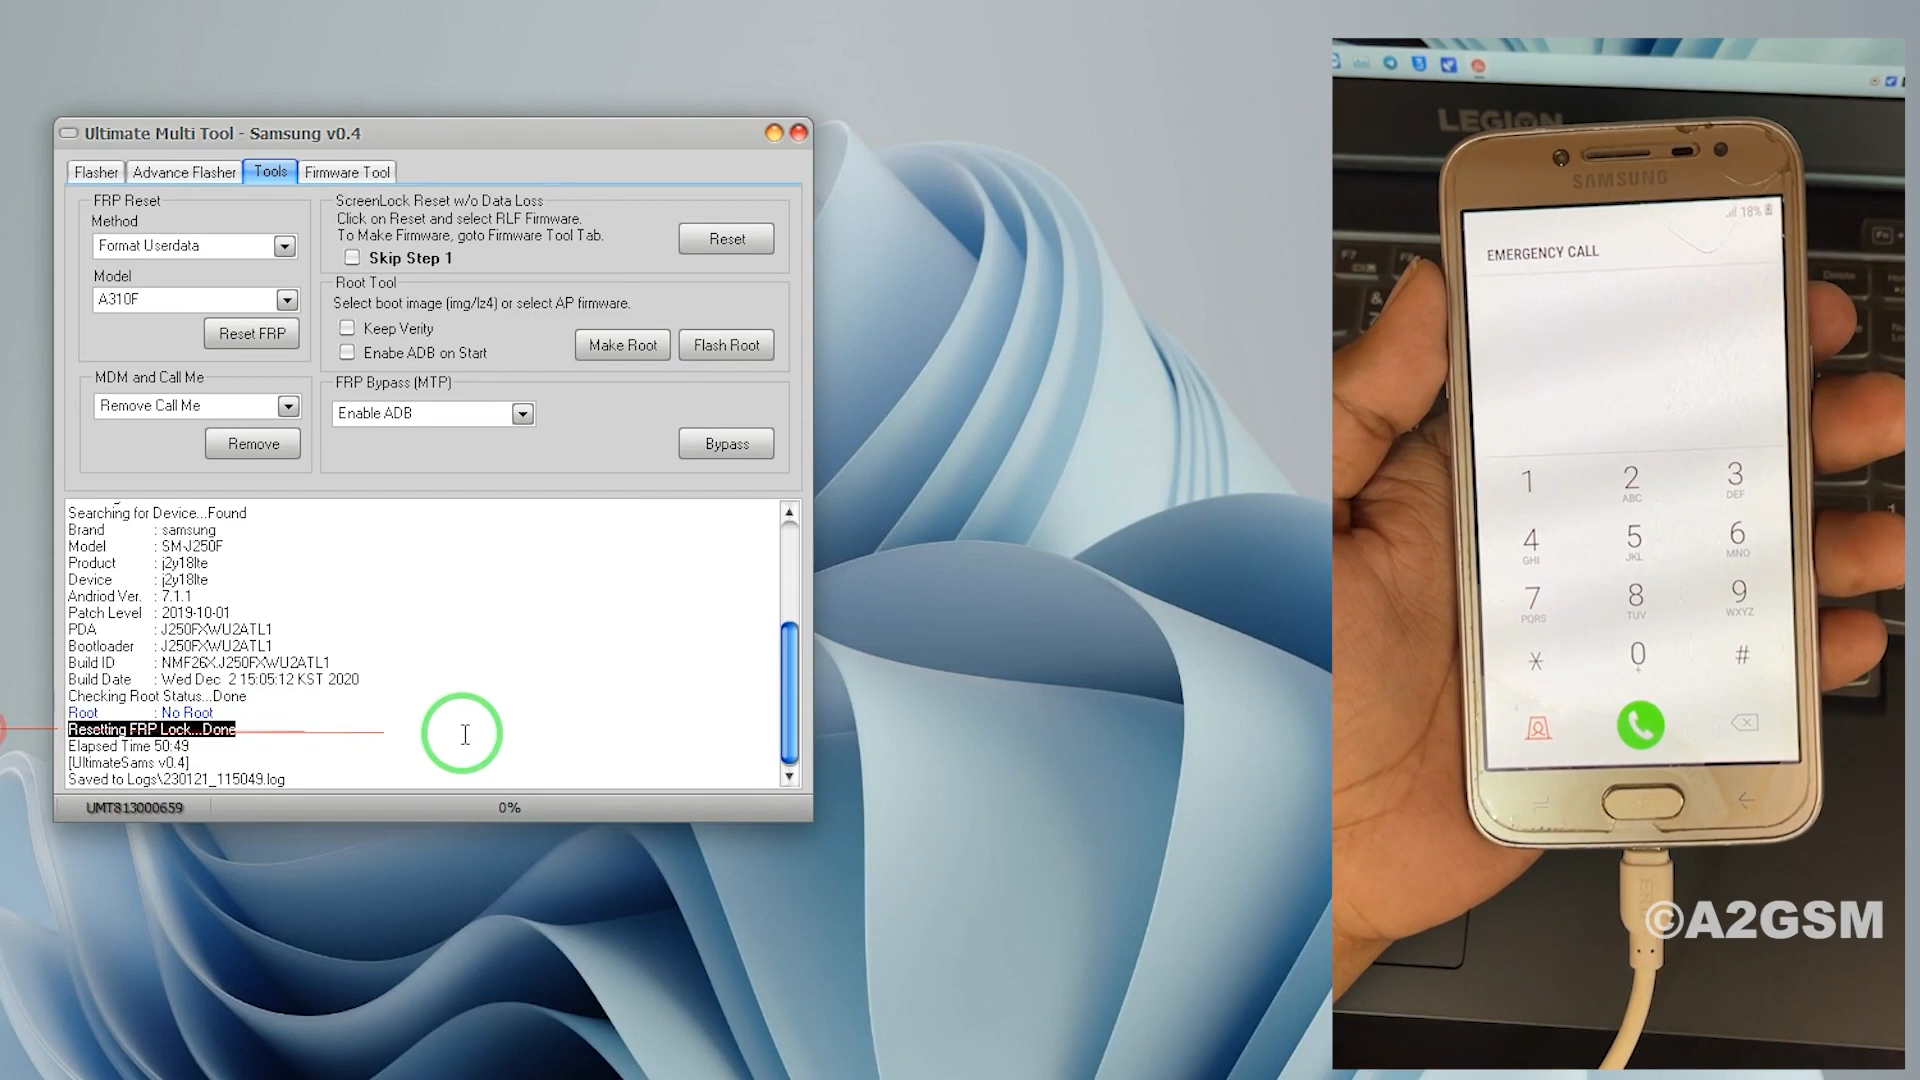 Ultimate Multi Tool - Samsung v0.4
Flasher
Advance Flasher
Tools
Firmware Tool
FRP Reset
Method
Format Userdata
Model
A310F
Reset FRP
MDM and Call Me
Remove Call Me
Remove
ScreenLock Reset w/o Data Loss
Click on Reset and select RLF Firmware.
To Make Firmware, goto Firmware Tool Tab.
Skip Step 1
Reset
Root Tool
Select boot image (img/lz4) or select AP firmware.
Keep Verity
Enabe ADB on Start
Make Root
Flash Root
FRP Bypass (MTP)
Enable ADB
Bypass
Searching for Device...Found
Brand : samsung
Model : SM-J250F
Product : j2y18lte
Device : j2y18lte
Andriod Ver. : 7.1.1
Patch Level : 2019-10-01
PDA : J250FXWU2ATL1
Bootloader : J250FXWU2ATL1
Build ID : NMF26X.J250FXWU2ATL1
Build Date : Wed Dec 2 15:05:12 KST 2020
Checking Root Status...Done
Root : No Root
Resetting FRP Lock...Done
Elapsed Time 50:49
[UltimateSams v0.4]
Saved to Logs\230121_115049.log
UMT813000659
0%
LEGION
SAMSUNG
18%
EMERGENCY CALL
1
2
ABC
3
DEF
4
GHI
5
JKL
6
MNO
7
PQRS
8
TUV
9
WXYZ
*
0
+
#
F7
Delete
Fn
©A2GSM